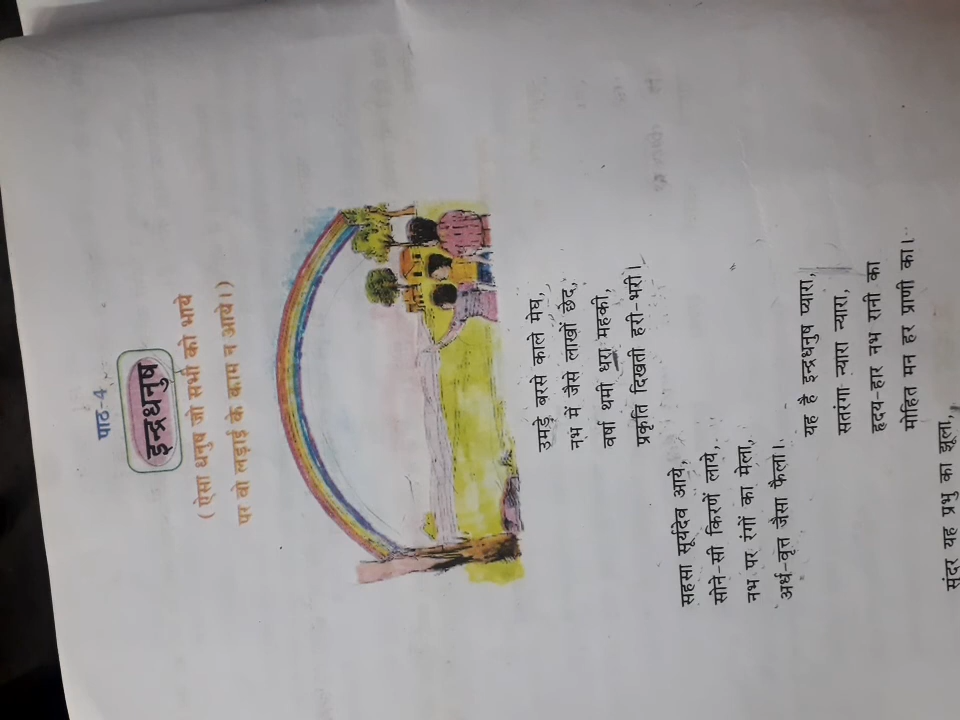 पाठ-4
इन्द्रधनुष
( ऐसा धनुष जो सभी को भाये
पर वो लड़ाई के काम न आये।)
उमड़े बरसे काले मेघ,
नभ में जैसे लाखों छेद,
वर्षा थमी धरा महकी,
प्रकृति दिखती हरी-भरी।
सहसा सूर्यदेव आये,
सोने-सी किरणें लाये,
नभ पर रंगों का मेला,
अर्ध-वृत्त जैसा फैला।
यह है इन्द्रधनुष प्यारा,
सतरंगा न्यारा न्यारा,
हृदय-हार नभ रानी का
मोहित मन हर प्राणी का।
सुंदर यह प्रभु का झूला,